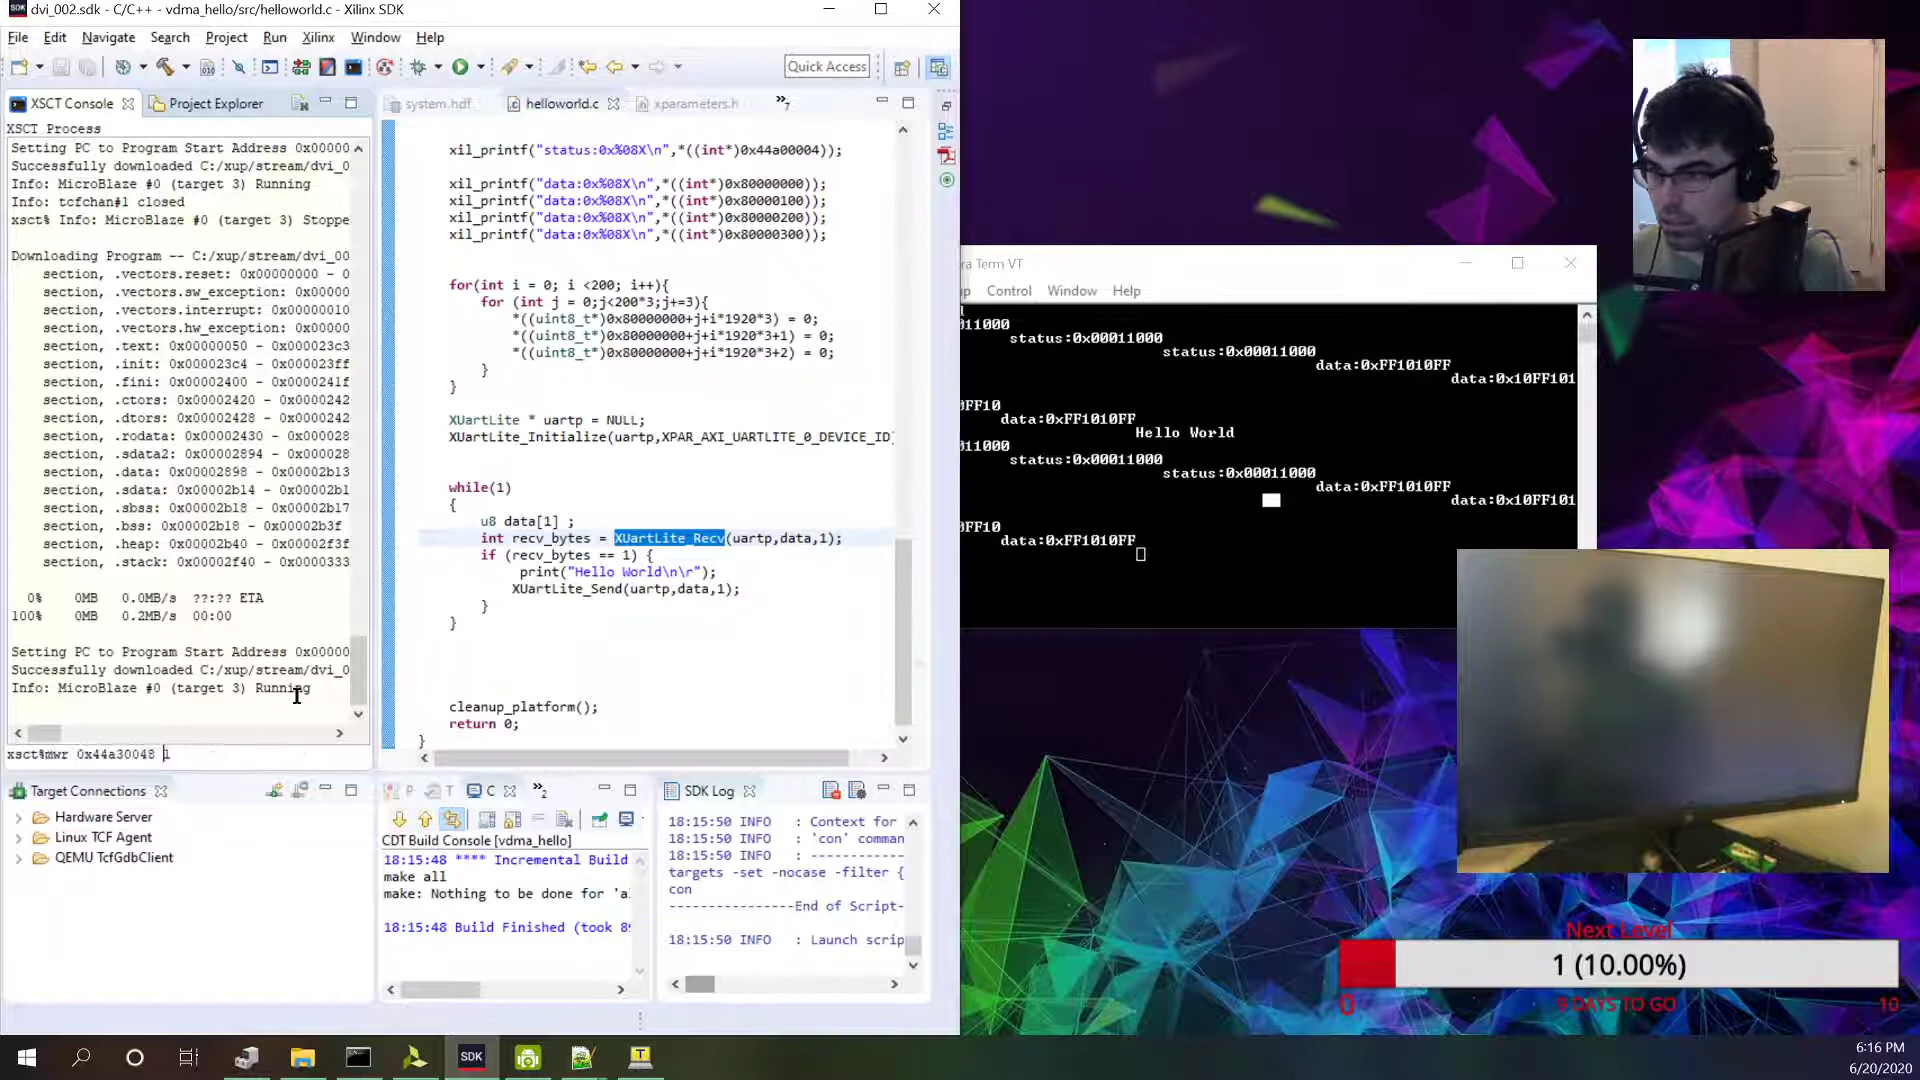 SDK dvi_002.sdk - C/C++ - vdma_hello/src/helloworld.c - Xilinx SDK
File Edit Navigate Search Project Run Xilinx Window Help
Quick Access
XSCT Console
Project Explorer
XSCT Process
Setting PC to Program Start Address 0x00000
Successfully downloaded C:/xup/stream/dvi_0
Info: MicroBlaze #0 (target 3) Running
Info: tcfchan#1 closed
xsct% Info: MicroBlaze #0 (target 3) Stoppe
Downloading Program -- C:/xup/stream/dvi_00
section, .vectors.reset: 0x00000000 - 0
section, .vectors.sw_exception: 0x00000
section, .vectors.interrupt: 0x00000010
section, .vectors.hw_exception: 0x00000
section, .text: 0x00000050 - 0x000023c3
section, .init: 0x000023c4 - 0x000023ff
section, .fini: 0x00002400 - 0x0000241f
section, .ctors: 0x00002420 - 0x0000242
section, .dtors: 0x00002428 - 0x0000242
section, .rodata: 0x00002430 - 0x000028
section, .sdata2: 0x00002894 - 0x000028
section, .data: 0x00002898 - 0x00002b13
section, .sdata: 0x00002b14 - 0x00002b1
section, .sbss: 0x00002b18 - 0x00002b17
section, .bss: 0x00002b18 - 0x00002b3f
section, .heap: 0x00002b40 - 0x00002f3f
section, .stack: 0x00002f40 - 0x0000333
0% 0MB 0.0MB/s ??:?? ETA
100% 0MB 0.2MB/s 00:00
Setting PC to Program Start Address 0x00000
Successfully downloaded C:/xup/stream/dvi_0
Info: MicroBlaze #0 (target 3) Running
xsct%mwr 0x44a30048 1
system.hdf
helloworld.c
xparameters.h
»7
xil_printf("status:0x%08X\n",*((int*)0x44a00004));
xil_printf("data:0x%08X\n",*((int*)0x80000000));
xil_printf("data:0x%08X\n",*((int*)0x80000100));
xil_printf("data:0x%08X\n",*((int*)0x80000200));
xil_printf("data:0x%08X\n",*((int*)0x80000300));
for(int i = 0; i <200; i++){
for (int j = 0;j<200*3;j+=3){
*((uint8_t*)0x80000000+j+i*1920*3) = 0;
*((uint8_t*)0x80000000+j+i*1920*3+1) = 0;
*((uint8_t*)0x80000000+j+i*1920*3+2) = 0;
}
}
XUartLite * uartp = NULL;
XUartLite_Initialize(uartp,XPAR_AXI_UARTLITE_0_DEVICE_ID)
while(1)
{
u8 data[1] ;
int recv_bytes = XUartLite_Recv(uartp,data,1);
if (recv_bytes == 1) {
print("Hello World\n\r");
XUartLite_Send(uartp,data,1);
}
}
cleanup_platform();
return 0;
}
Target Connections
Hardware Server
Linux TCF Agent
QEMU TcfGdbClient
P T C »2
CDT Build Console [vdma_hello]
18:15:48 **** Incremental Build
make all
make: Nothing to be done for 'a
18:15:48 Build Finished (took 8
SDK Log
18:15:50 INFO : Context for
18:15:50 INFO : 'con' comman
18:15:50 INFO : -----------
targets -set -nocase -filter {
con
----------------End of Script-
18:15:50 INFO : Launch scrip
ra Term VT
up Control Window Help
11000
status:0x00011000
status:0x00011000
data:0xFF1010FF
data:0x10FF101
0FF10
data:0xFF1010FF
Hello World
11000
status:0x00011000
status:0x00011000
data:0xFF1010FF
data:0x10FF101
0FF10
data:0xFF1010FF
Next Level
1 (10.00%)
0
9 DAYS TO GO
10
SDK
6:16 PM
6/20/2020